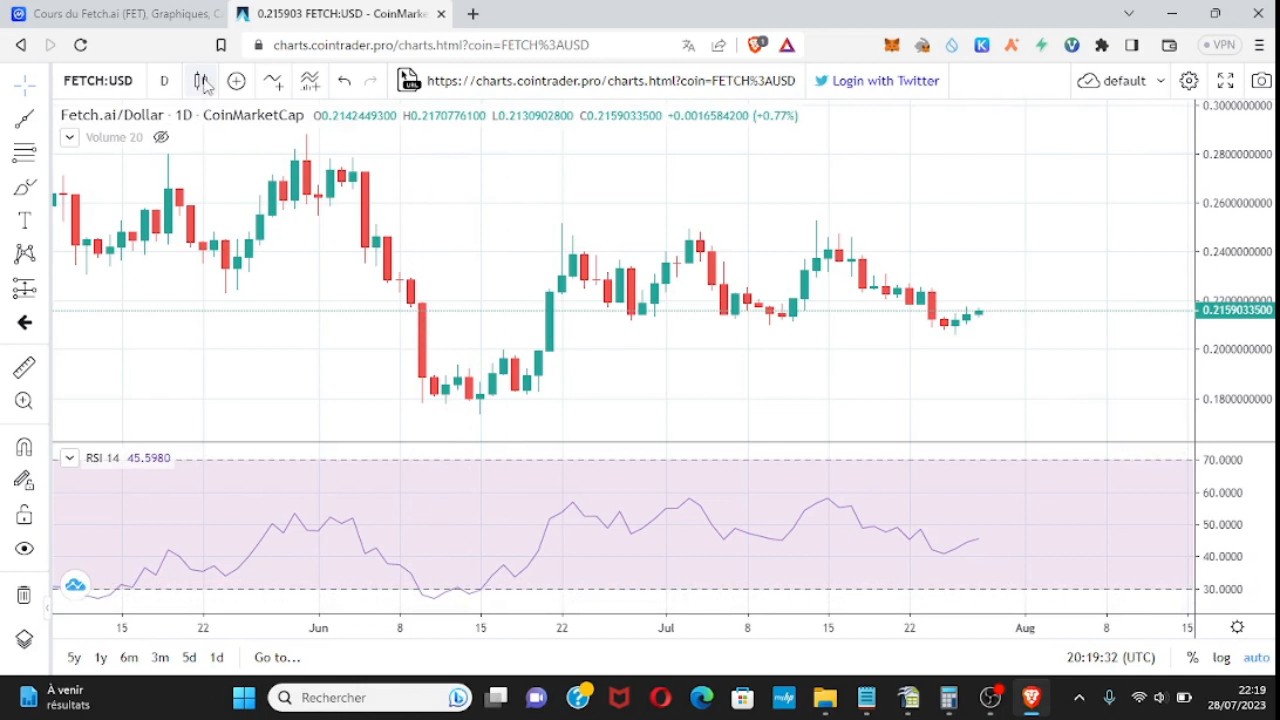 Cours du Fetch.ai (FET), Graphiques, C
0.215903 FETCH:USD - CoinMarke
charts.cointrader.pro/charts.html?coin=FETCH%3AUSD
VPN
FETCH:USD
D
URL
https://charts.cointrader.pro/charts.html?coin=FETCH%3AUSD
Login with Twitter
default
Fetch.ai/Dollar · 1D · CoinMarketCap O0.2142449300 H0.2170776100 L0.2130902800 C0.2159033500 +0.0016584200 (+0.77%)
Volume 20
0.3000000000
0.2800000000
0.2600000000
0.2400000000
0.2200000000
0.2159033500
0.2000000000
0.1800000000
RSI 14 45.5980
70.0000
60.0000
50.0000
40.0000
30.0000
15 22 Jun 8 15 22 Jul 8 15 22 Aug 8 15
5y 1y 6m 3m 5d 1d Go to... 20:19:32 (UTC) % log auto
À venir
résultats
Rechercher
22:19
28/07/2023